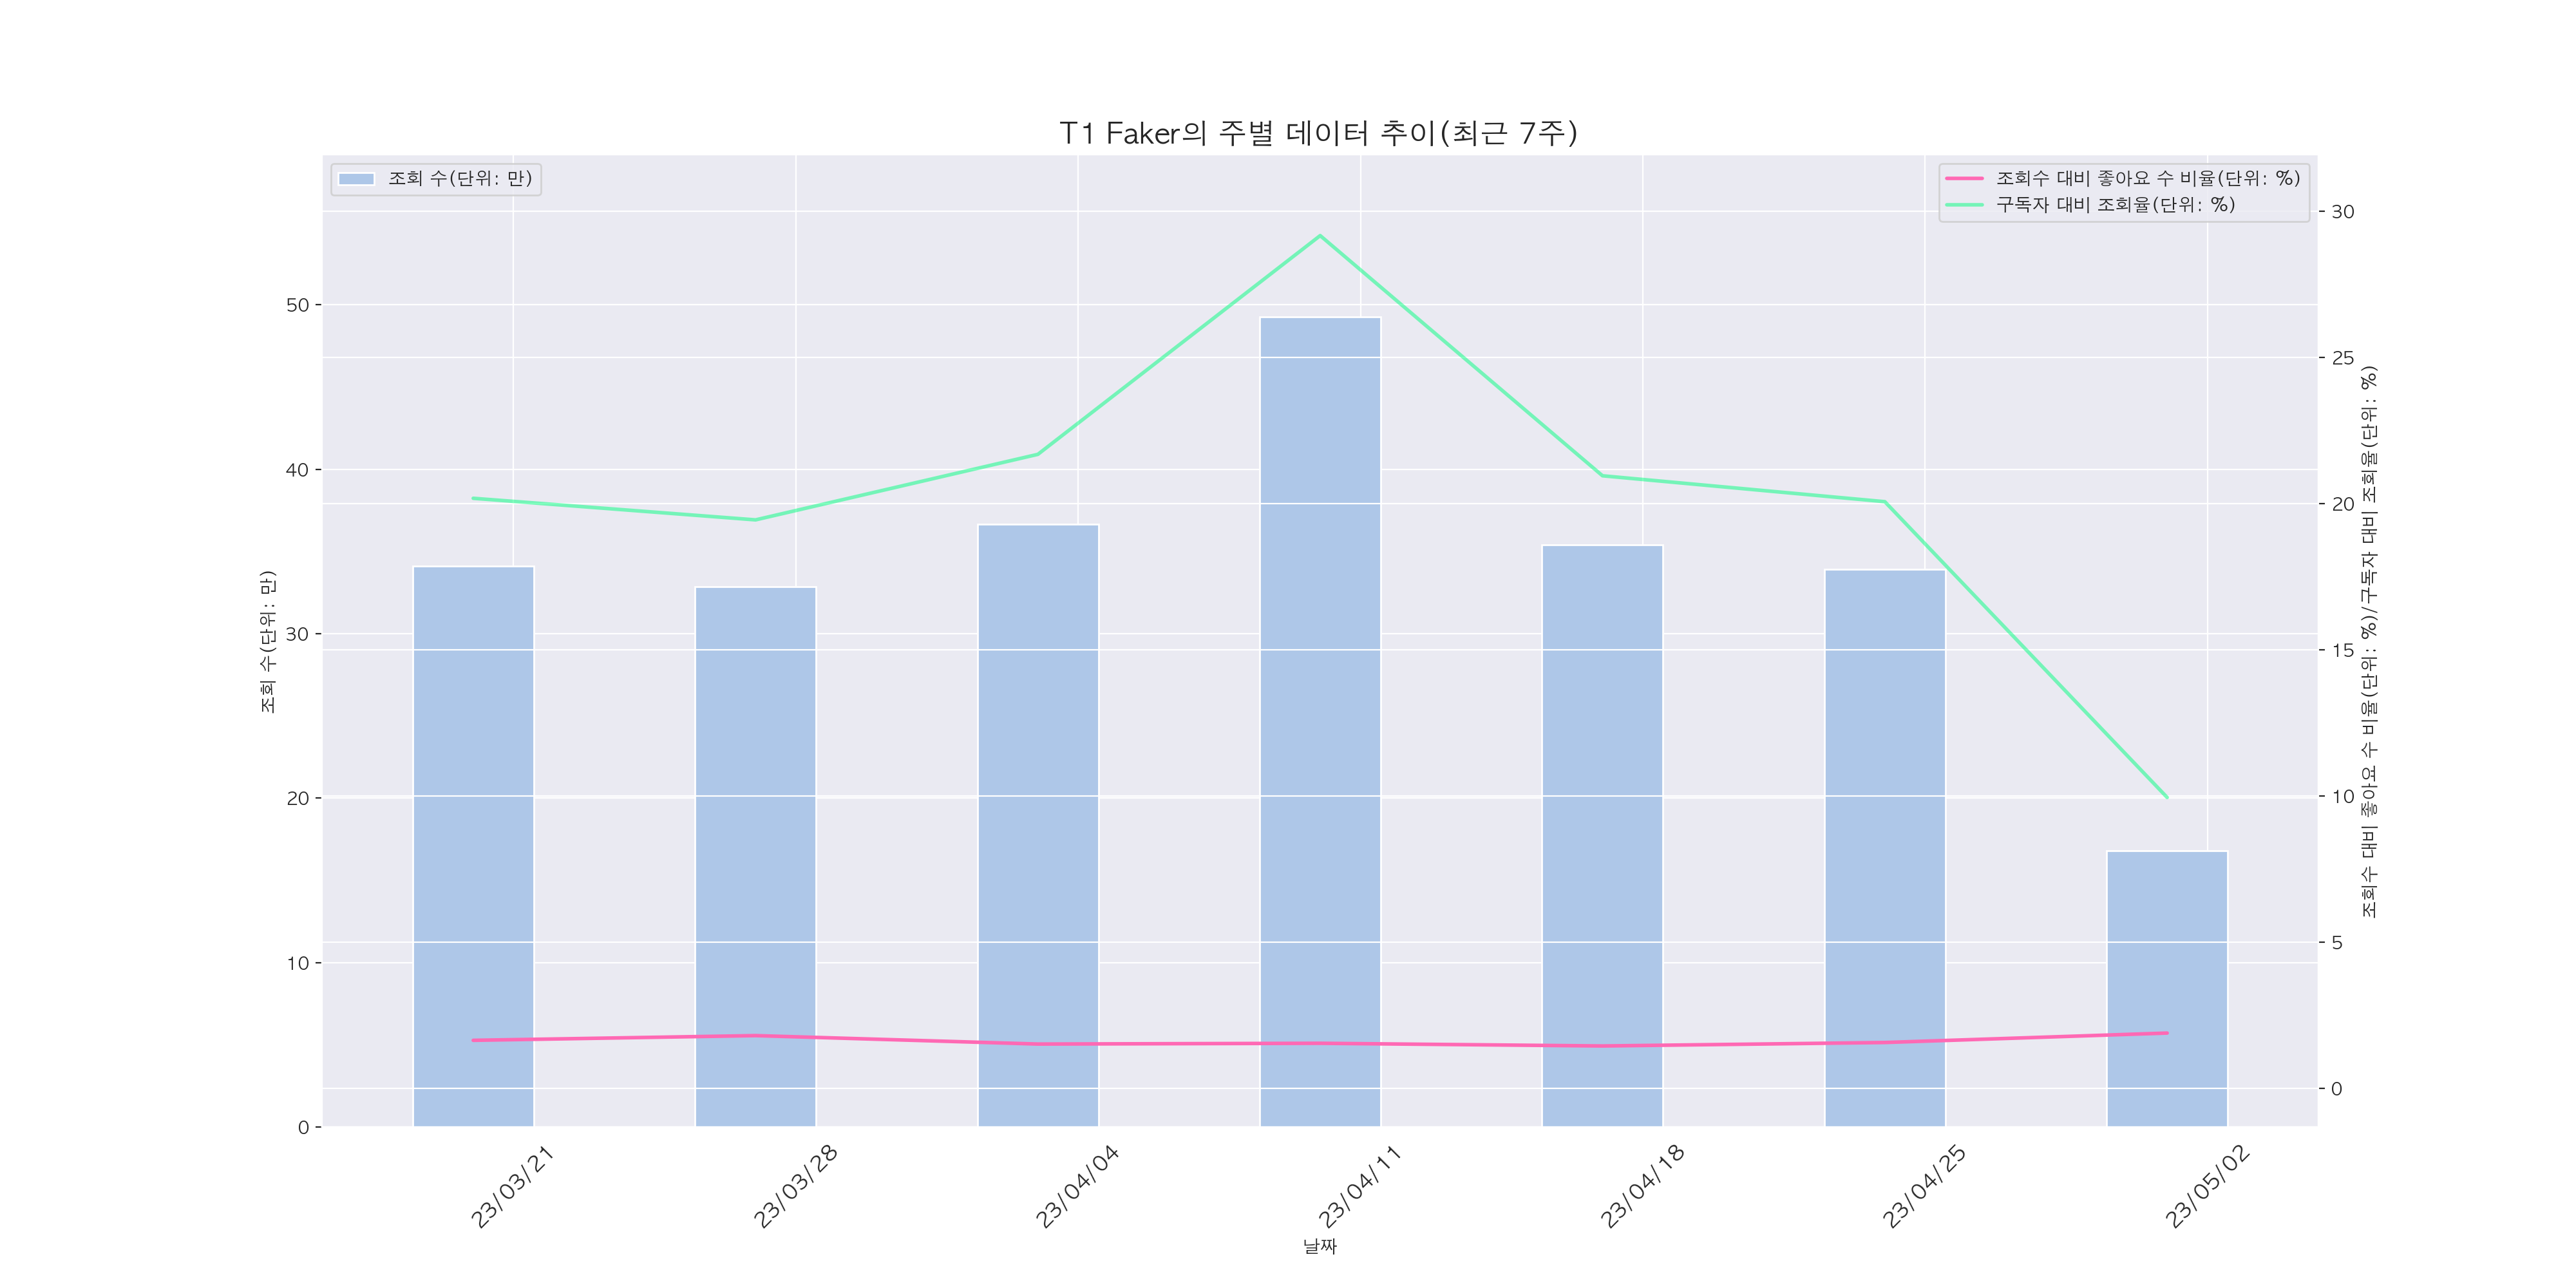 T1 Faker의 주별 데이터 추이(최근 7주)
조회 수(단위: 만)
조회수 대비 좋아요 수 비율(단위: %)
구독자 대비 조회율(단위: %)
50
40
30
20
10
0
조회 수(단위: 만)
30
25
20
15
10
5
0
조회수 대비 좋아요 수 비율(단위: %)/구독자 대비 조회율(단위: %)
23/03/21
23/03/28
23/04/04
23/04/11
23/04/18
23/04/25
23/05/02
날짜